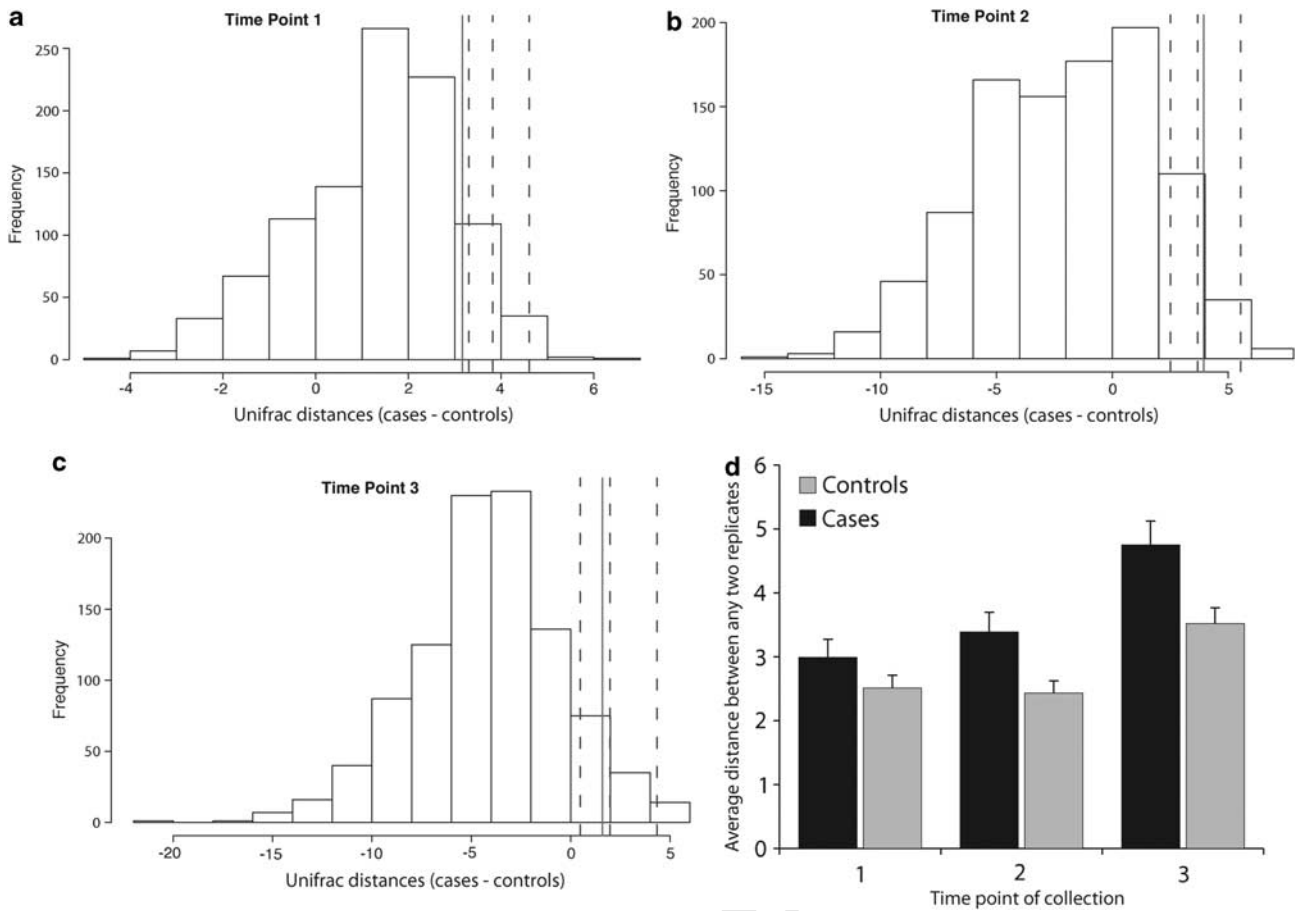 a
Time Point 1
Frequency
250
200
150
100
50
0
-4
-2
0
2
4
6
Unifrac distances (cases - controls)
b
Time Point 2
Frequency
200
150
100
50
0
-15
-10
-5
0
5
Unifrac distances (cases - controls)
c
Time Point 3
Frequency
200
150
100
50
0
-20
-15
-10
-5
0
5
Unifrac distances (cases - controls)
d
Controls
Cases
Average distance between any two replicates
6
5
4
3
2
1
0
1
2
3
Time point of collection